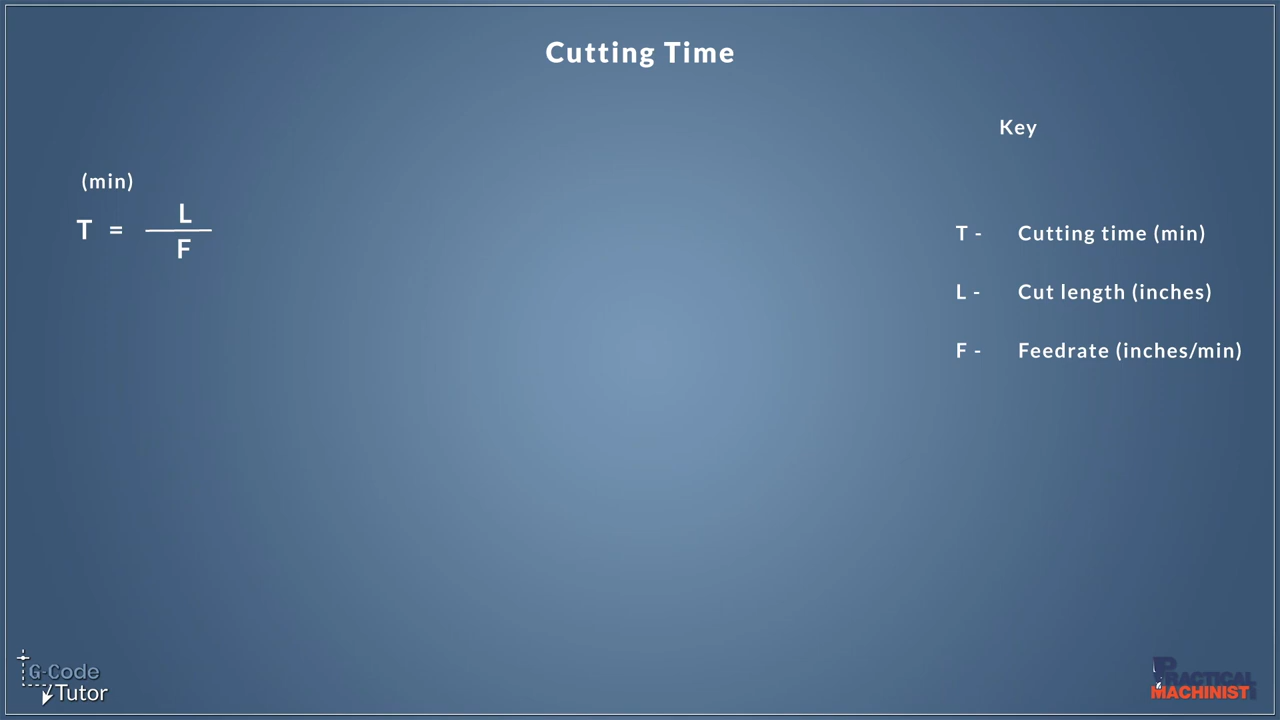 Cutting Time
Key
(min)
T = L
F
T - Cutting time (min)
L - Cut length (inches)
F - Feedrate (inches/min)
G-Code
Tutor
PRACTICAL
MACHINIST